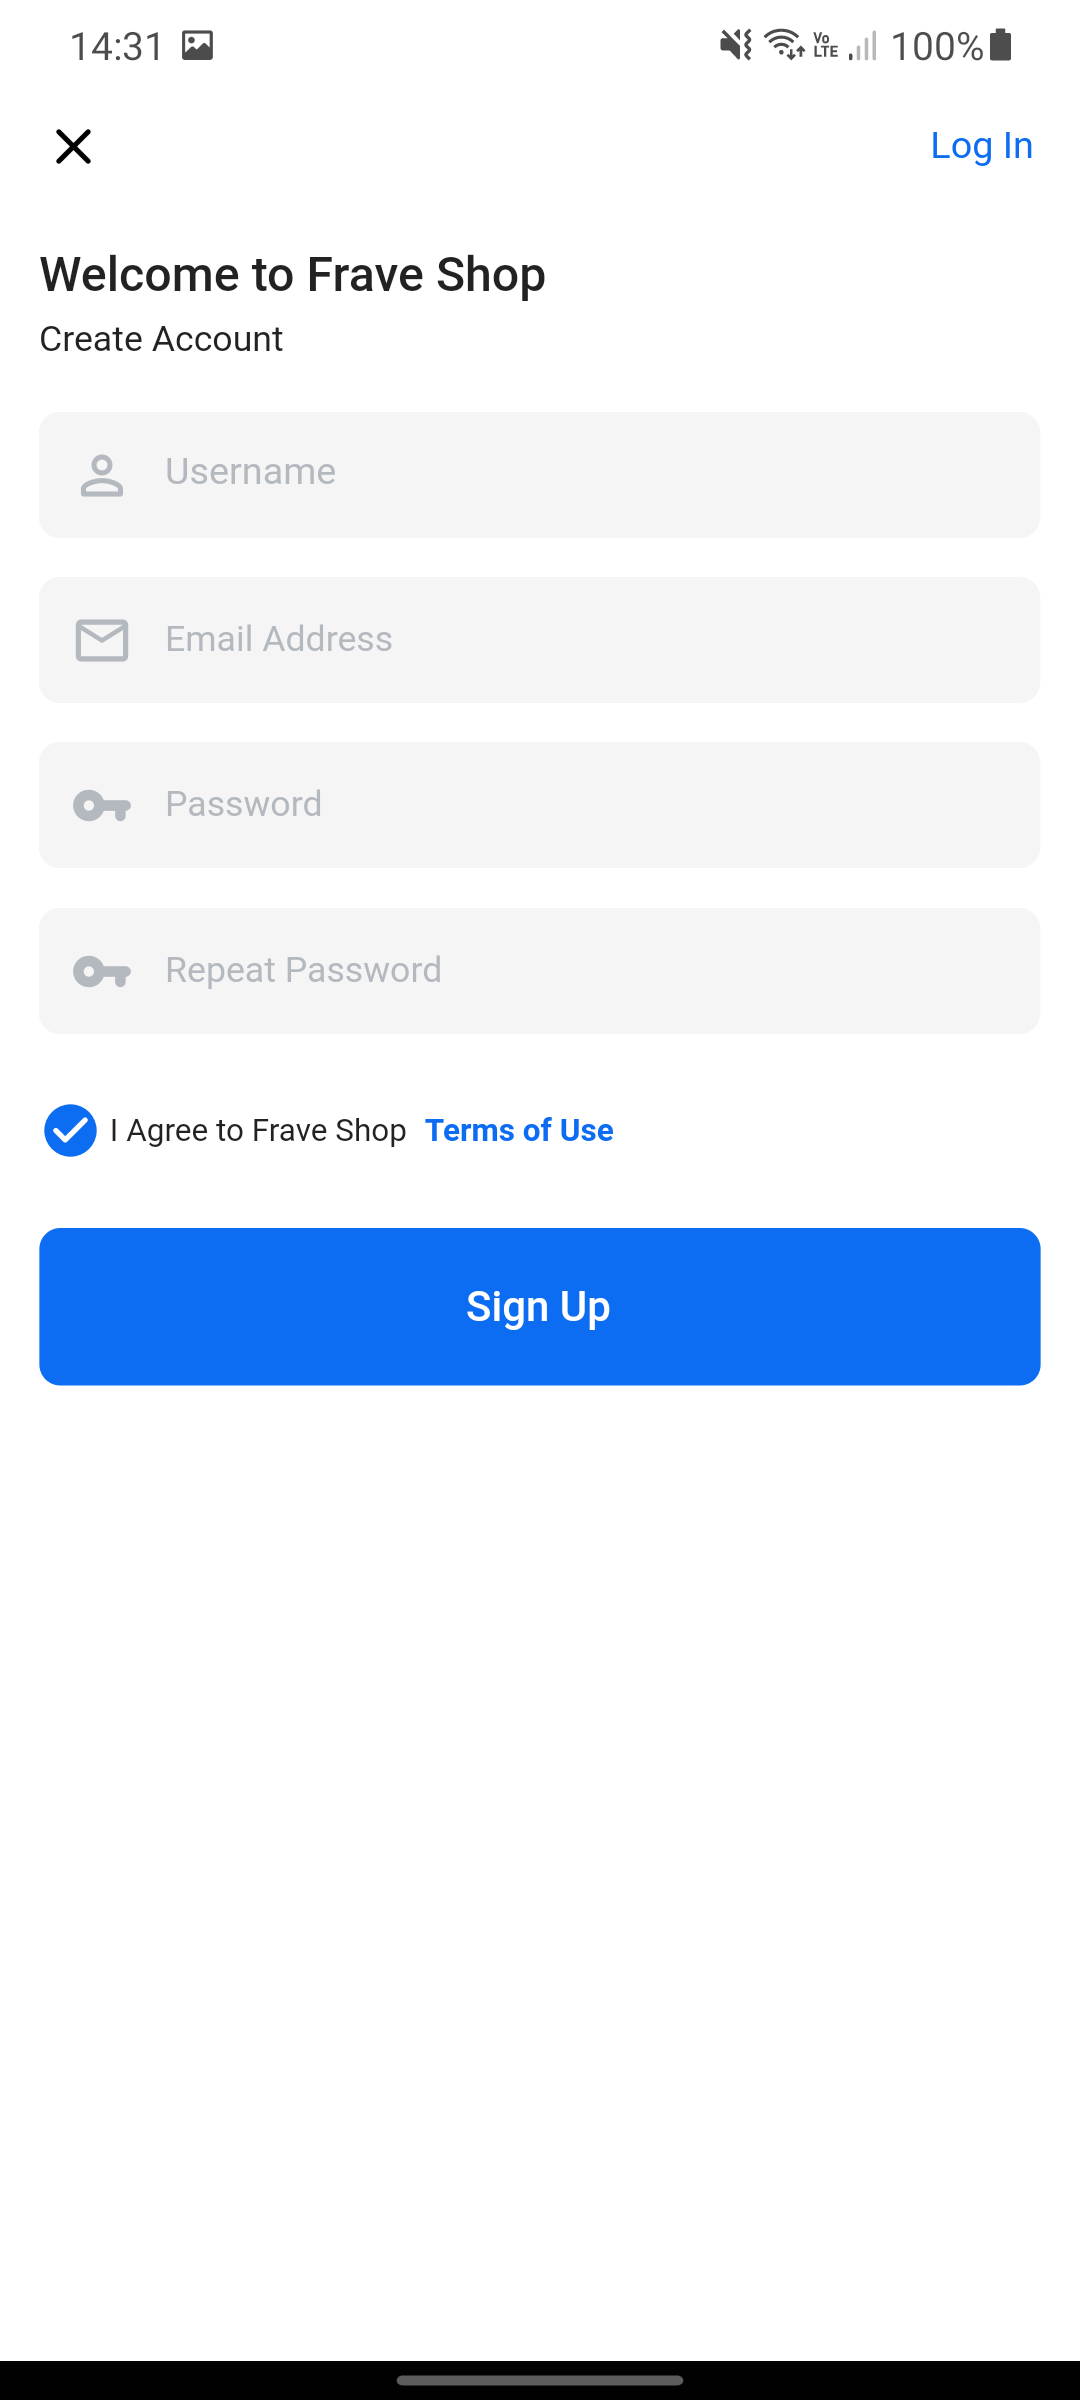 14:31 Vo LTE 100%
Log In
Welcome to Frave Shop
Create Account
Username
Email Address
Password
Repeat Password
I Agree to Frave Shop Terms of Use
Sign Up